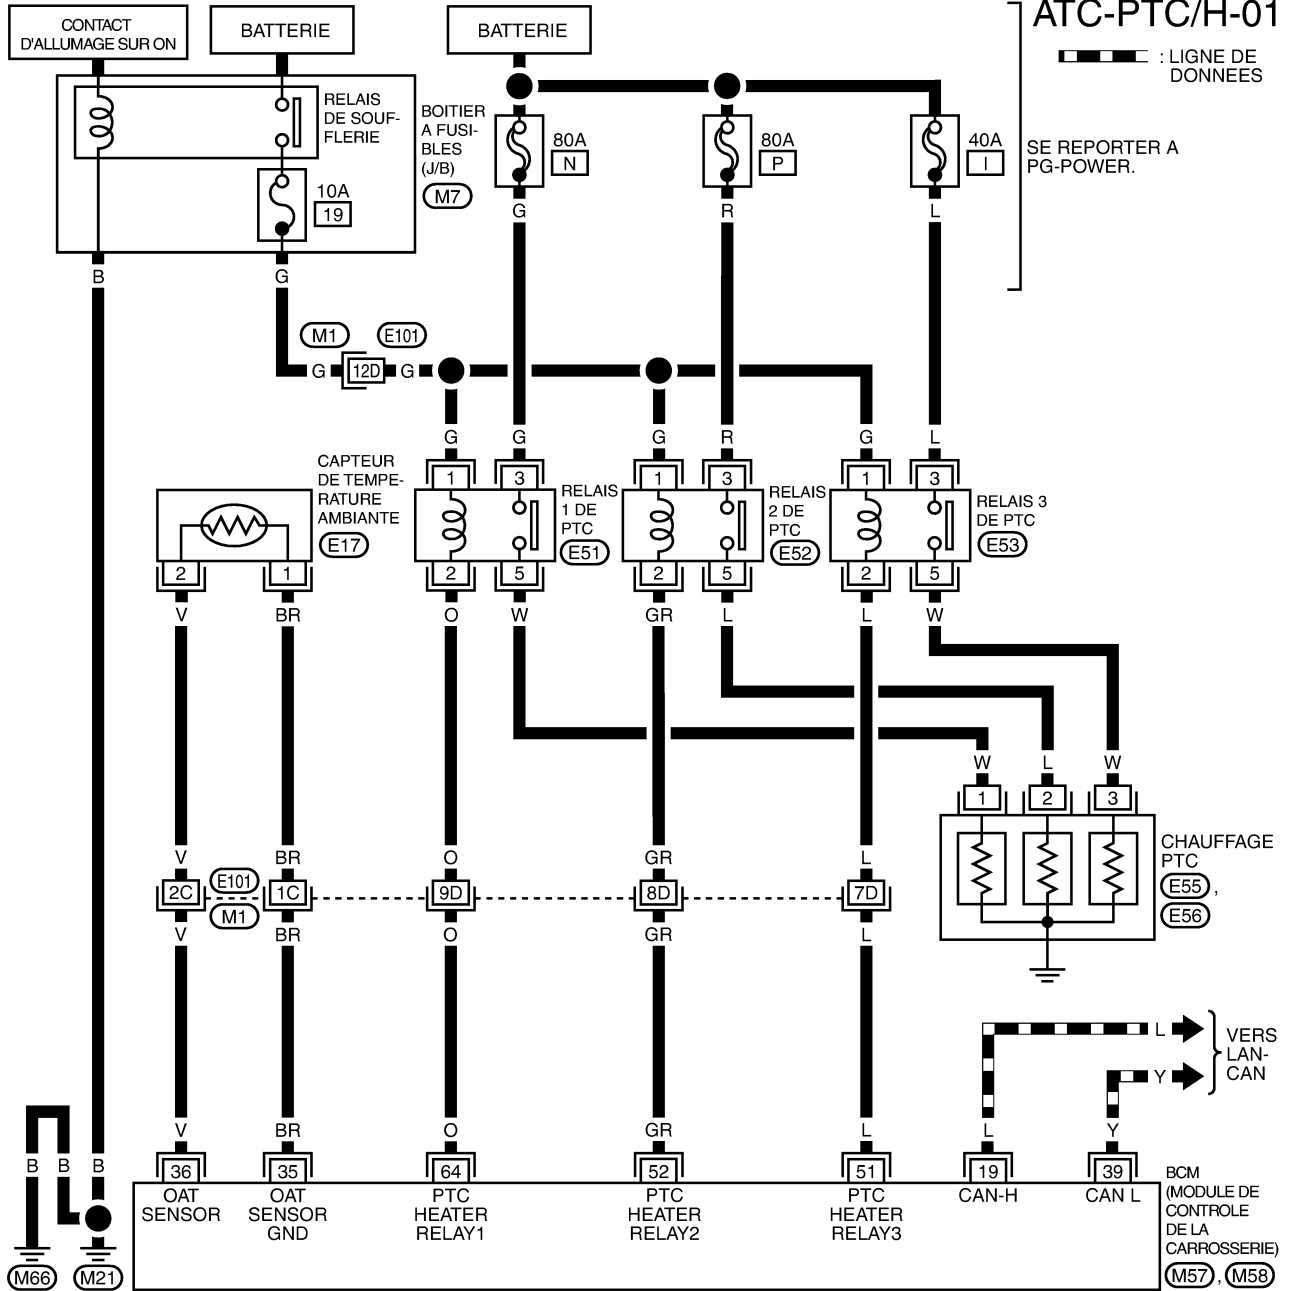 ATC-PTC/H-01
: LIGNE DE
DONNEES
SE REPORTER A
PG-POWER.
CONTACT
D'ALLUMAGE SUR ON
BATTERIE
BATTERIE
RELAIS
DE SOUF-
FLERIE
10A
19
BOITIER
A FUSI-
BLES
(J/B)
M7
80A
N
80A
P
40A
I
B
G
G
R
L
M1
E101
G
12D
G
G
G
G
R
G
L
CAPTEUR
DE TEMPE-
RATURE
AMBIANTE
E17
1
3
1
3
1
3
RELAIS
1 DE
PTC
E51
RELAIS
2 DE
PTC
E52
RELAIS 3
DE PTC
E53
2
1
2
5
2
5
2
5
V
BR
O
W
GR
L
L
W
W
L
W
1
2
3
CHAUFFAGE
PTC
E55 ,
E56
V
BR
O
GR
L
2C
E101
M1
1C
9D
8D
7D
V
BR
O
GR
L
L
Y
VERS
LAN-
CAN
B
B
B
V
BR
O
GR
L
L
Y
36
35
64
52
51
19
39
OAT
SENSOR
OAT
SENSOR
GND
PTC
HEATER
RELAY1
PTC
HEATER
RELAY2
PTC
HEATER
RELAY3
CAN-H
CAN L
BCM
(MODULE DE
CONTROLE
DE LA
CARROSSERIE)
M57 , M58
M66
M21